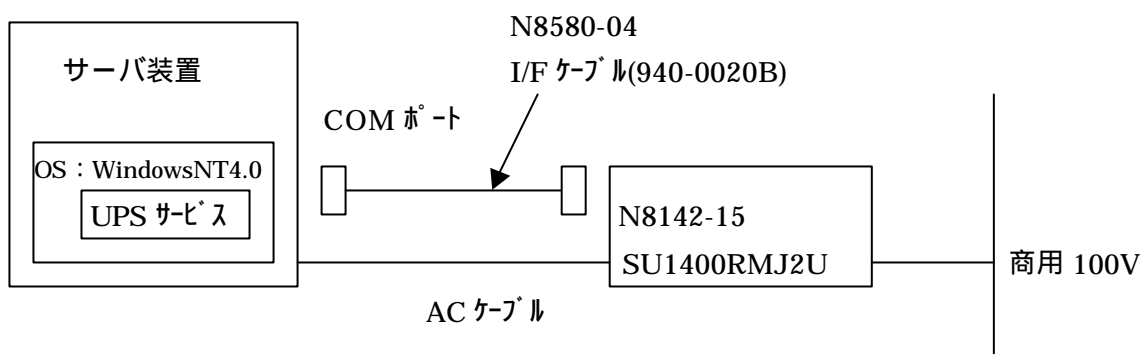 N8580-04
サーバ装置
I/F ｹｰﾌﾞﾙ(940-0020B)
COM ﾎﾟｰﾄ
OS：WindowsNT4.0
UPS ｻｰﾋﾞｽ
N8142-15
SU1400RMJ2U
商用 100V
AC ｹｰﾌﾞﾙ